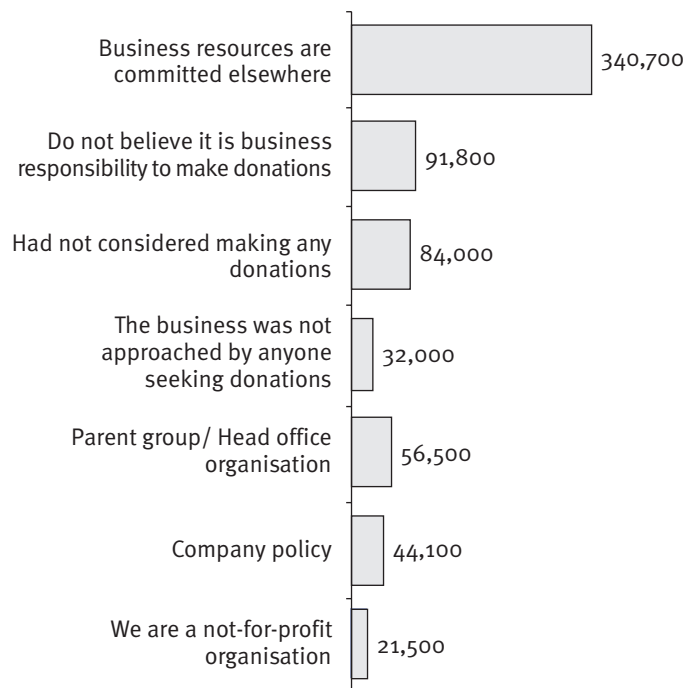 Business resources are
committed elsewhere
340,700
Do not believe it is business
responsibility to make donations
91,800
Had not considered making any
donations
84,000
The business was not
approached by anyone
seeking donations
32,000
Parent group/ Head office
organisation
56,500
Company policy
44,100
We are a not-for-profit
organisation
21,500